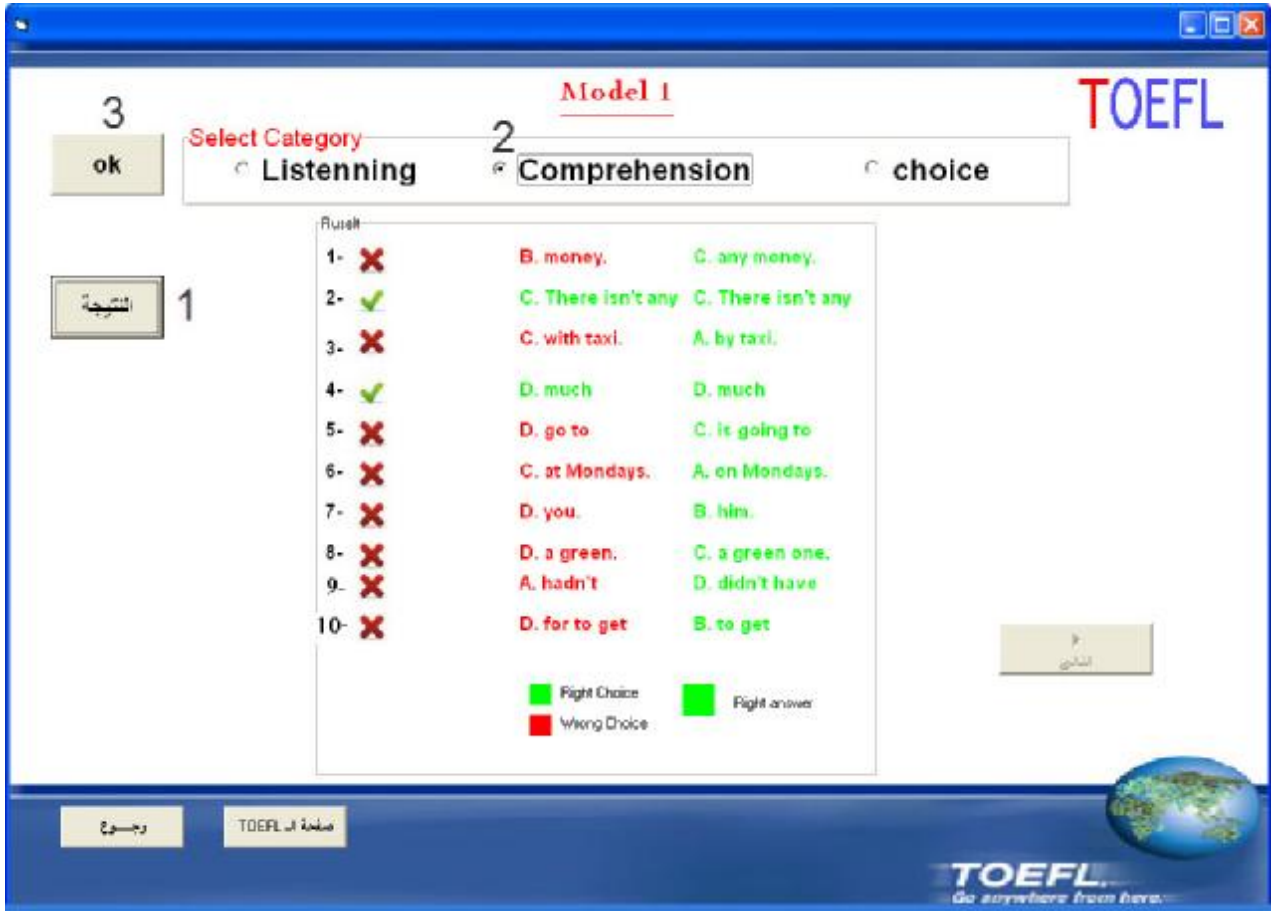 Model 1
TOEFL
3
ok
Select Category
2
Listenning
Comprehension
choice
Ruselt
النتيجة
1
1- B. money. C. any money.
2- C. There isn't any C. There isn't any
3- C. with taxi. A. by taxi.
4- D. much D. much
5- D. go to C. is going to
6- C. at Mondays. A. on Mondays.
7- D. you. B. him.
8- D. a green. C. a green one.
9- A. hadn't D. didn't have
10- D. for to get B. to get
Right Choice
Wrong Choice
Right answer
التالي
رجــــوع
صفحة الـ TOEFL
TOEFL.
Go anywhere from here.